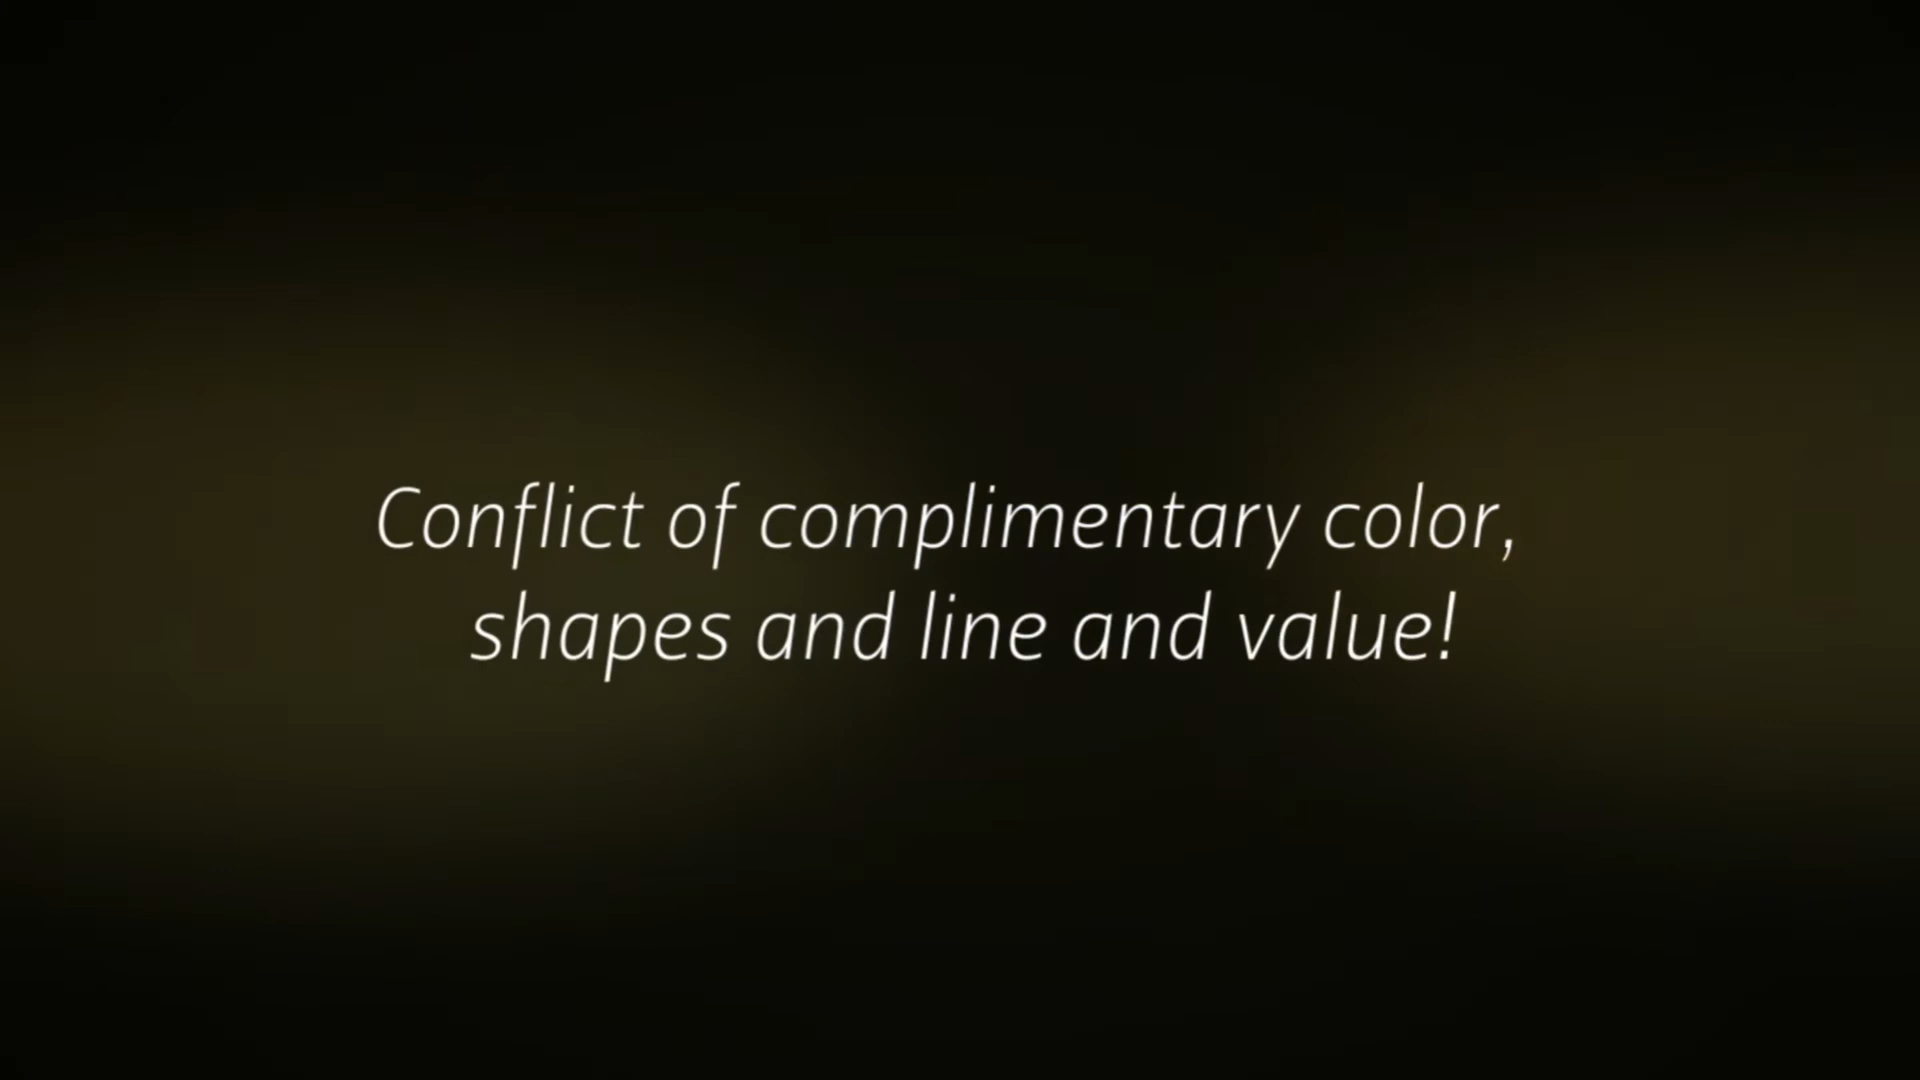 Conflict of complimentary color,
shapes and line and value!